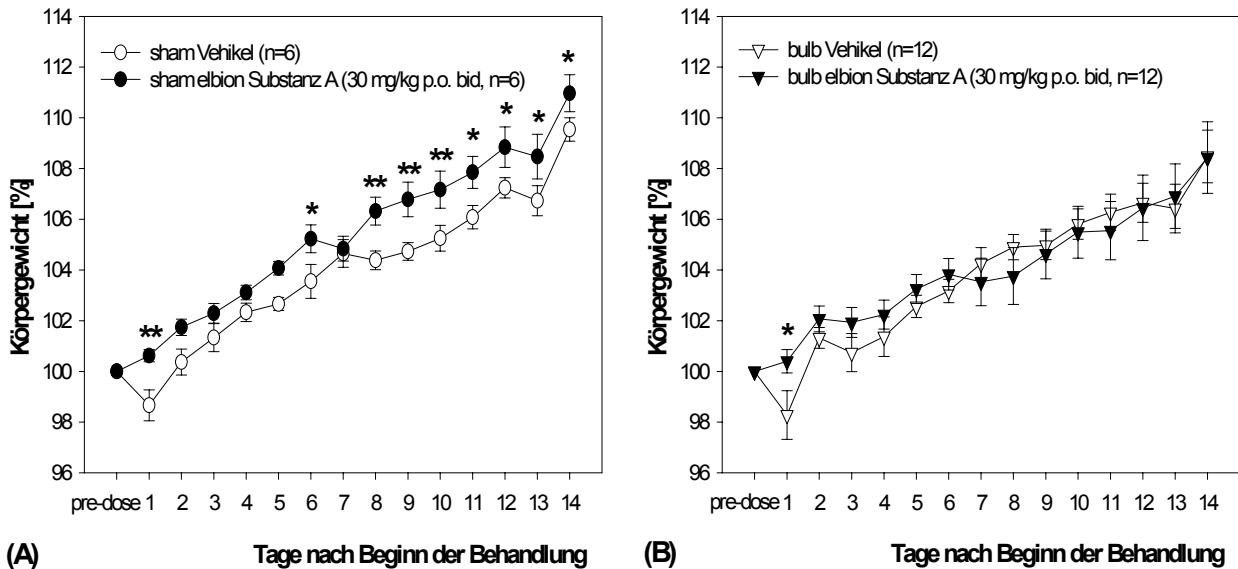 114
112
110
108
106
104
102
100
98
96
Körpergewicht [%]
sham Vehikel (n=6)
sham elbion Substanz A (30 mg/kg p.o. bid, n=6)
** * ** ** ** * * * *
pre-dose 1 2 3 4 5 6 7 8 9 10 11 12 13 14
(A) Tage nach Beginn der Behandlung
114
112
110
108
106
104
102
100
98
96
Körpergewicht [%]
bulb Vehikel (n=12)
bulb elbion Substanz A (30 mg/kg p.o. bid, n=12)
*
pre-dose 1 2 3 4 5 6 7 8 9 10 11 12 13 14
(B) Tage nach Beginn der Behandlung